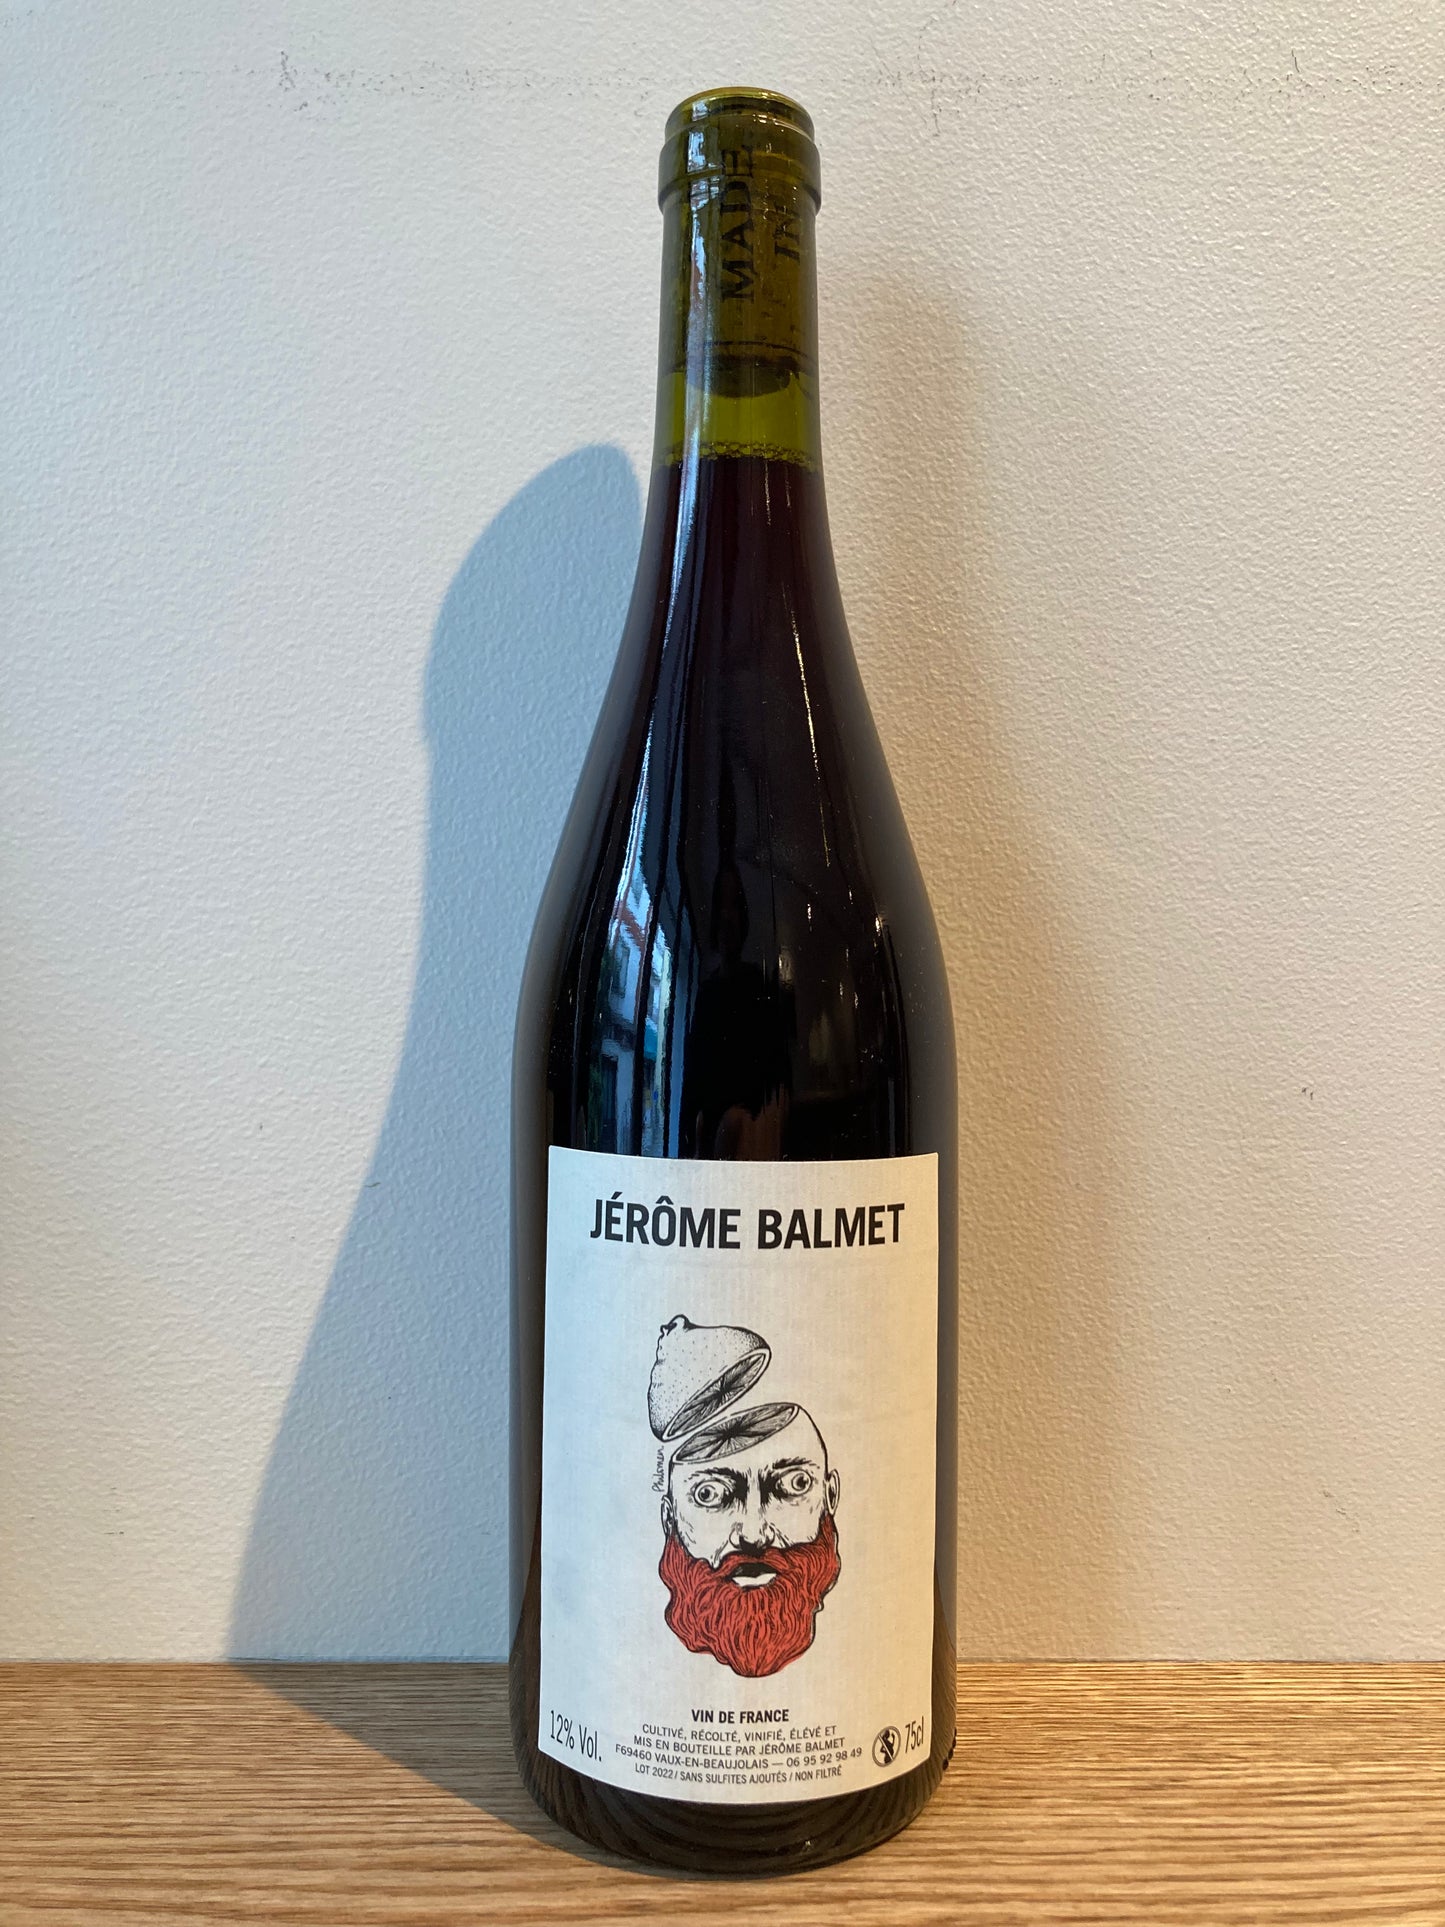 MADE
IN
JÉRÔME BALMET
Philomen
VIN DE FRANCE
12% Vol.
CULTIVÉ, RÉCOLTÉ, VINIFIÉ, ÉLÉVÉ ET
MIS EN BOUTEILLE PAR JÉRÔME BALMET
F69460 VAUX-EN-BEAUJOLAIS — 06 95 92 98 49
LOT 2022 / SANS SULFITES AJOUTÉS / NON FILTRÉ
75cl